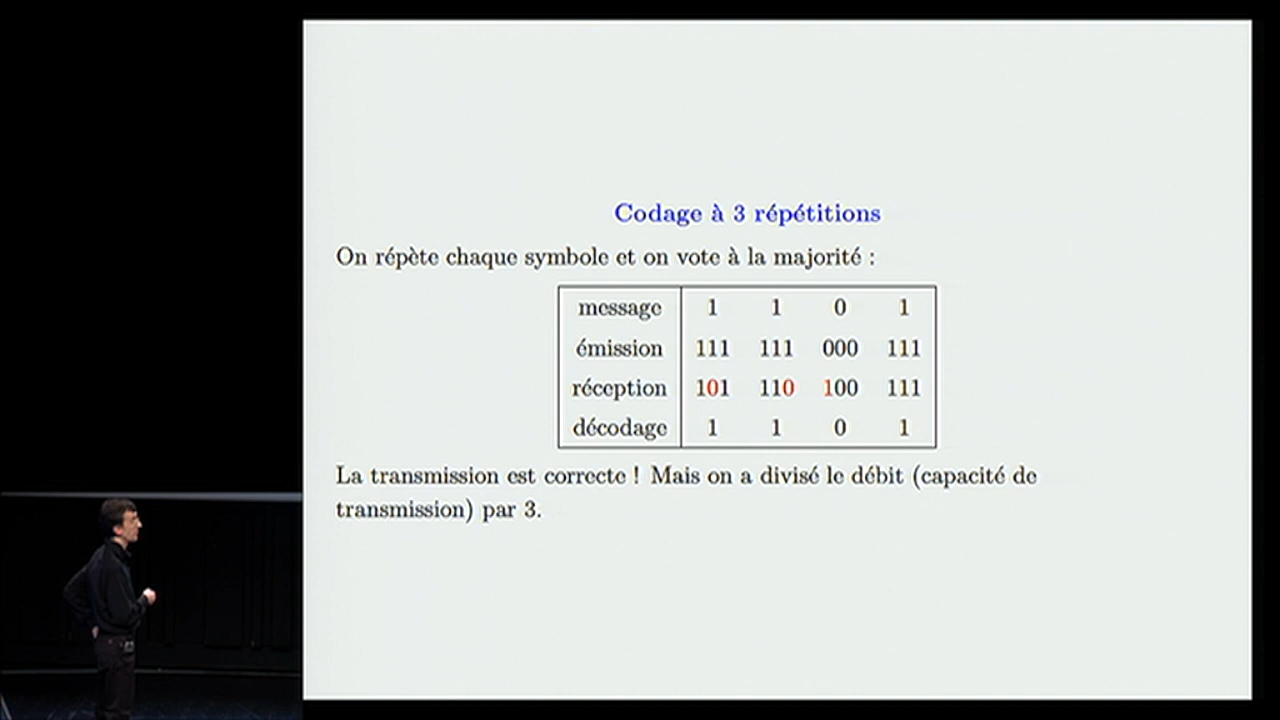 Codage à 3 répétitions
On répète chaque symbole et on vote à la majorité :
message 1 1 0 1
émission 111 111 000 111
réception 101 110 100 111
décodage 1 1 0 1
La transmission est correcte ! Mais on a divisé le débit (capacité de
transmission) par 3.